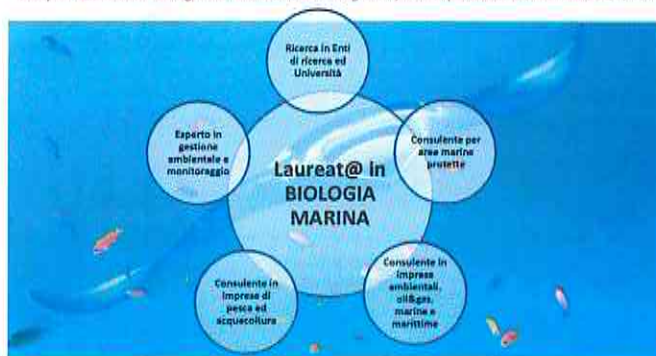 Ricerca in Enti
di ricerca ed
Università
Esperto in
gestione
ambientale e
monitoraggio
Consulente per
aree marine
protette
Laureat@ in
BIOLOGIA
MARINA
Consulente in
imprese di
pesca ed
acquacoltura
Consulente in
imprese
ambientali,
oil&gas,
marine e
marittime